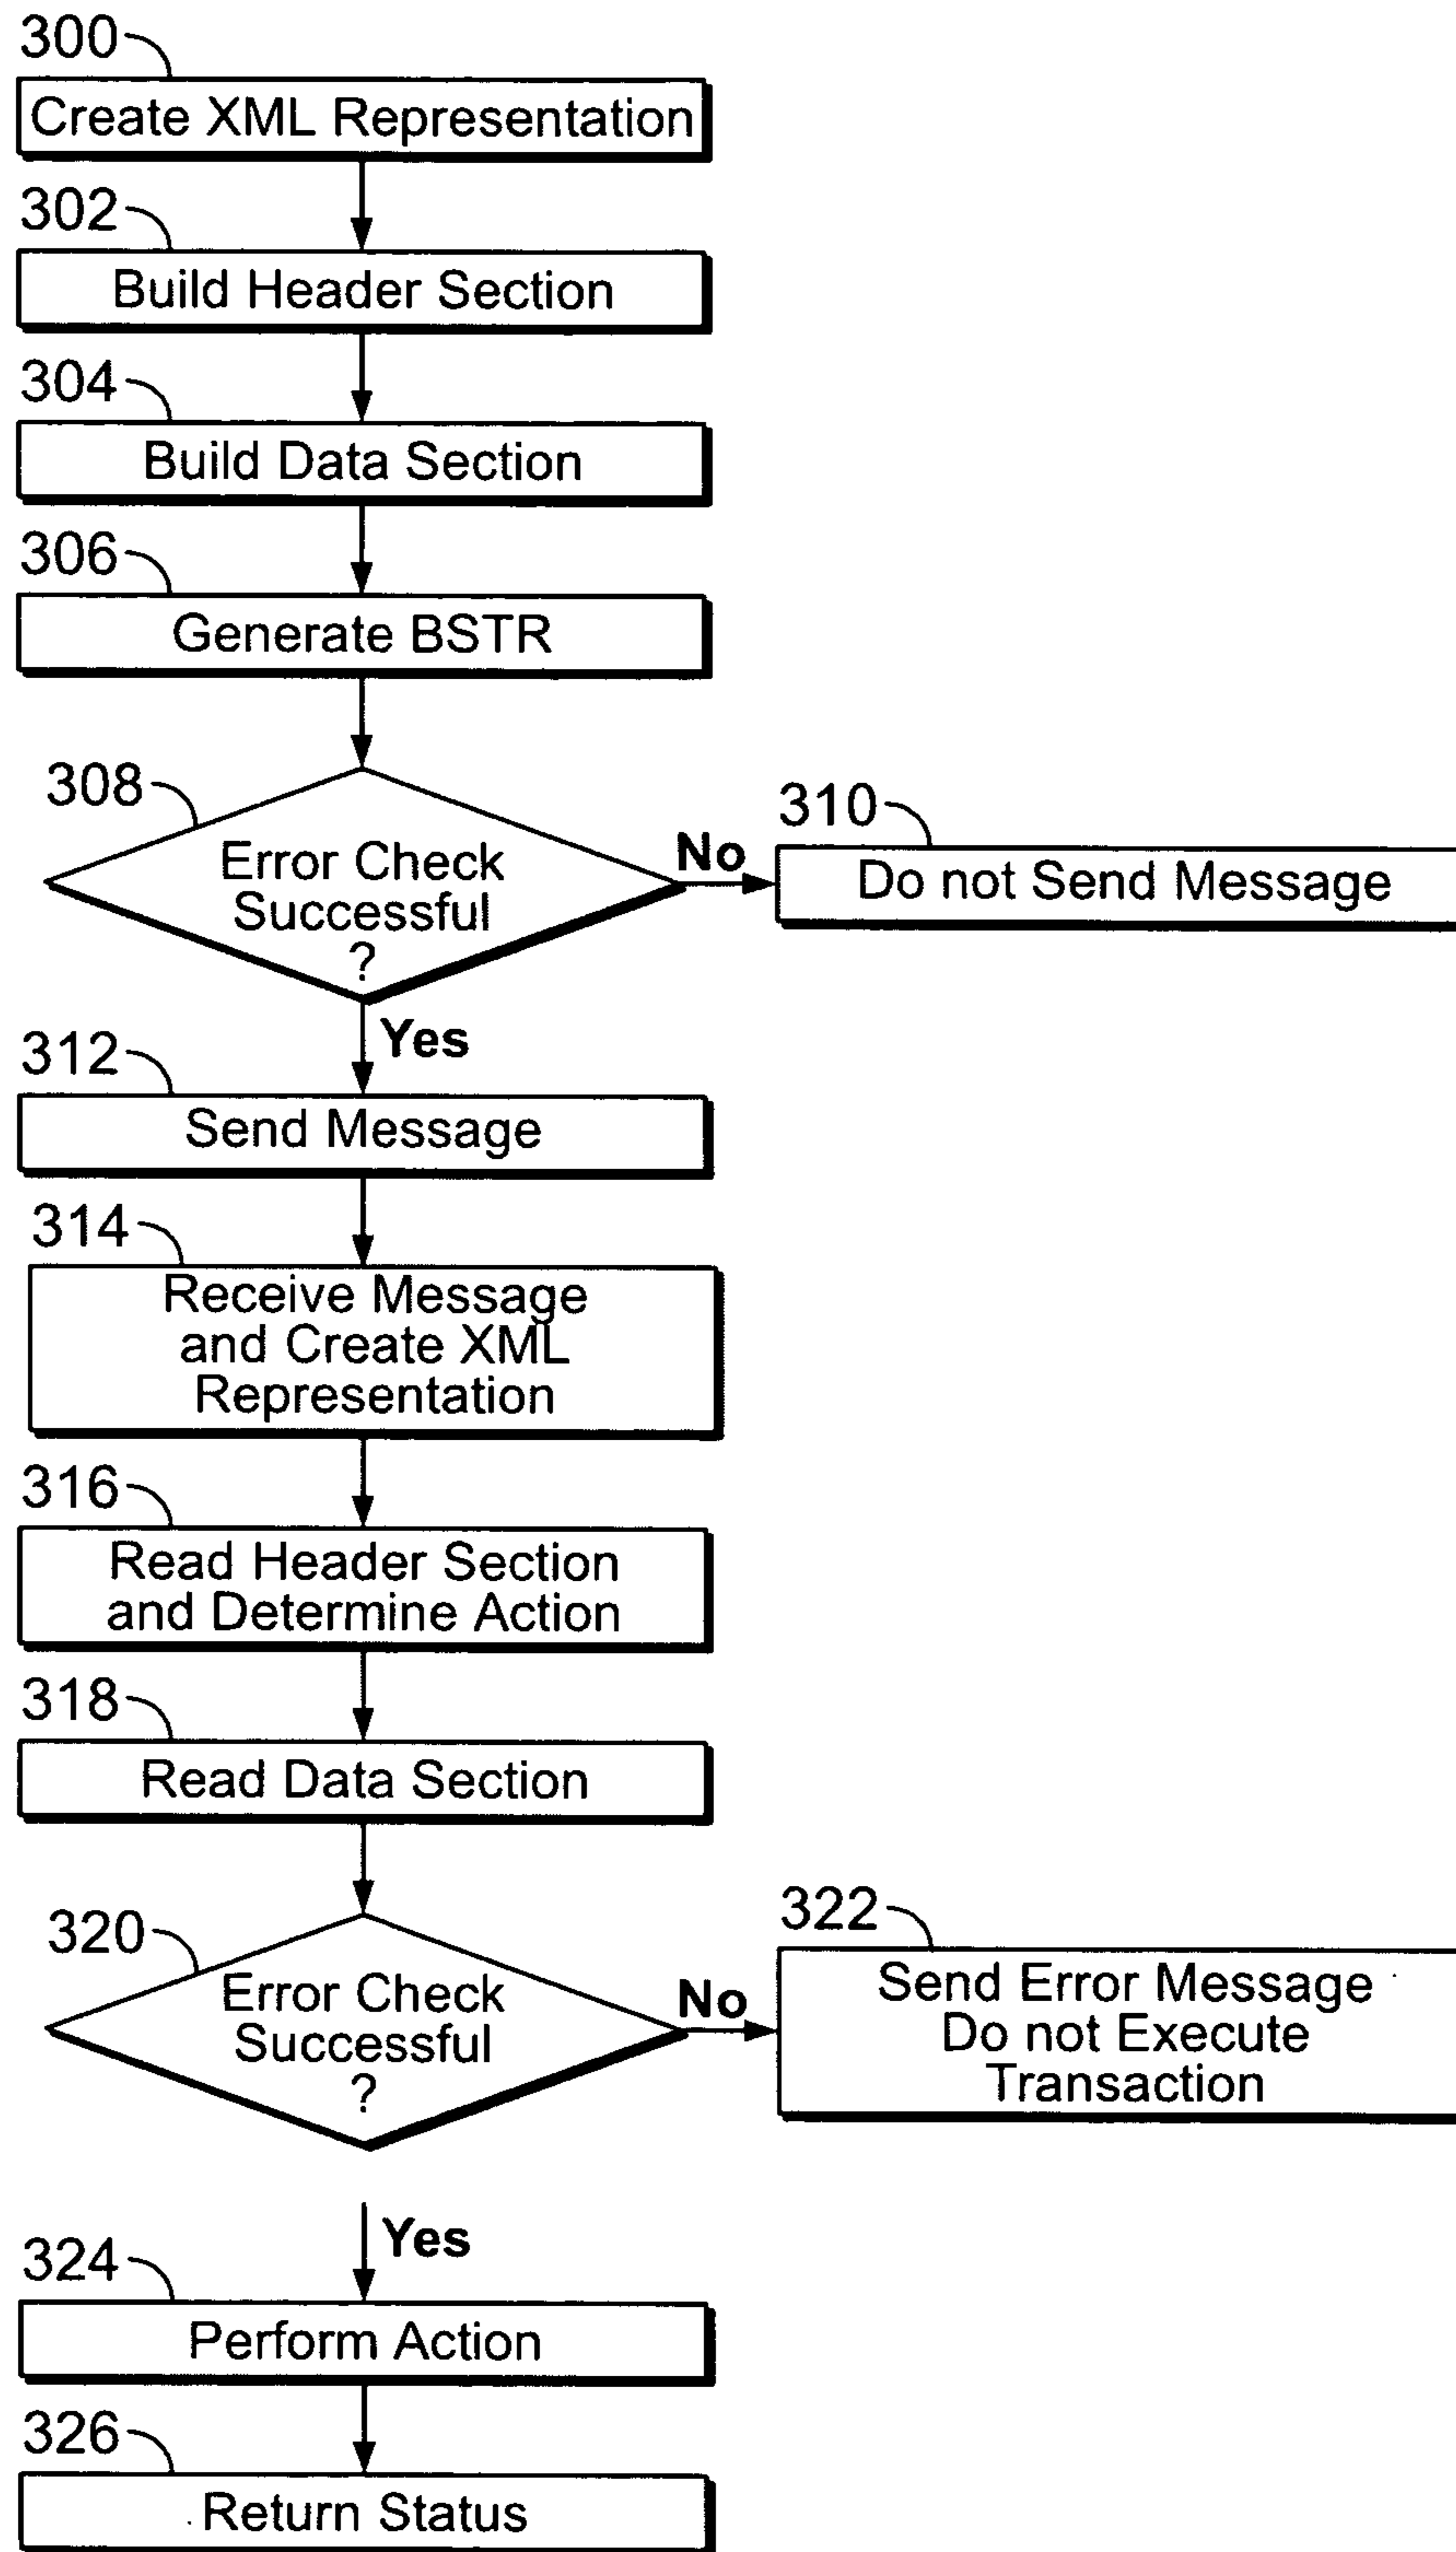 300
Create XML Representation
302
Build Header Section
304
Build Data Section
306
Generate BSTR
308
Error Check
Successful
?
No
310
Do not Send Message
Yes
312
Send Message
314
Receive Message
and Create XML
Representation
316
Read Header Section
and Determine Action
318
Read Data Section
320
Error Check
Successful
?
No
322
Send Error Message
Do not Execute
Transaction
Yes
324
Perform Action
326
Return Status